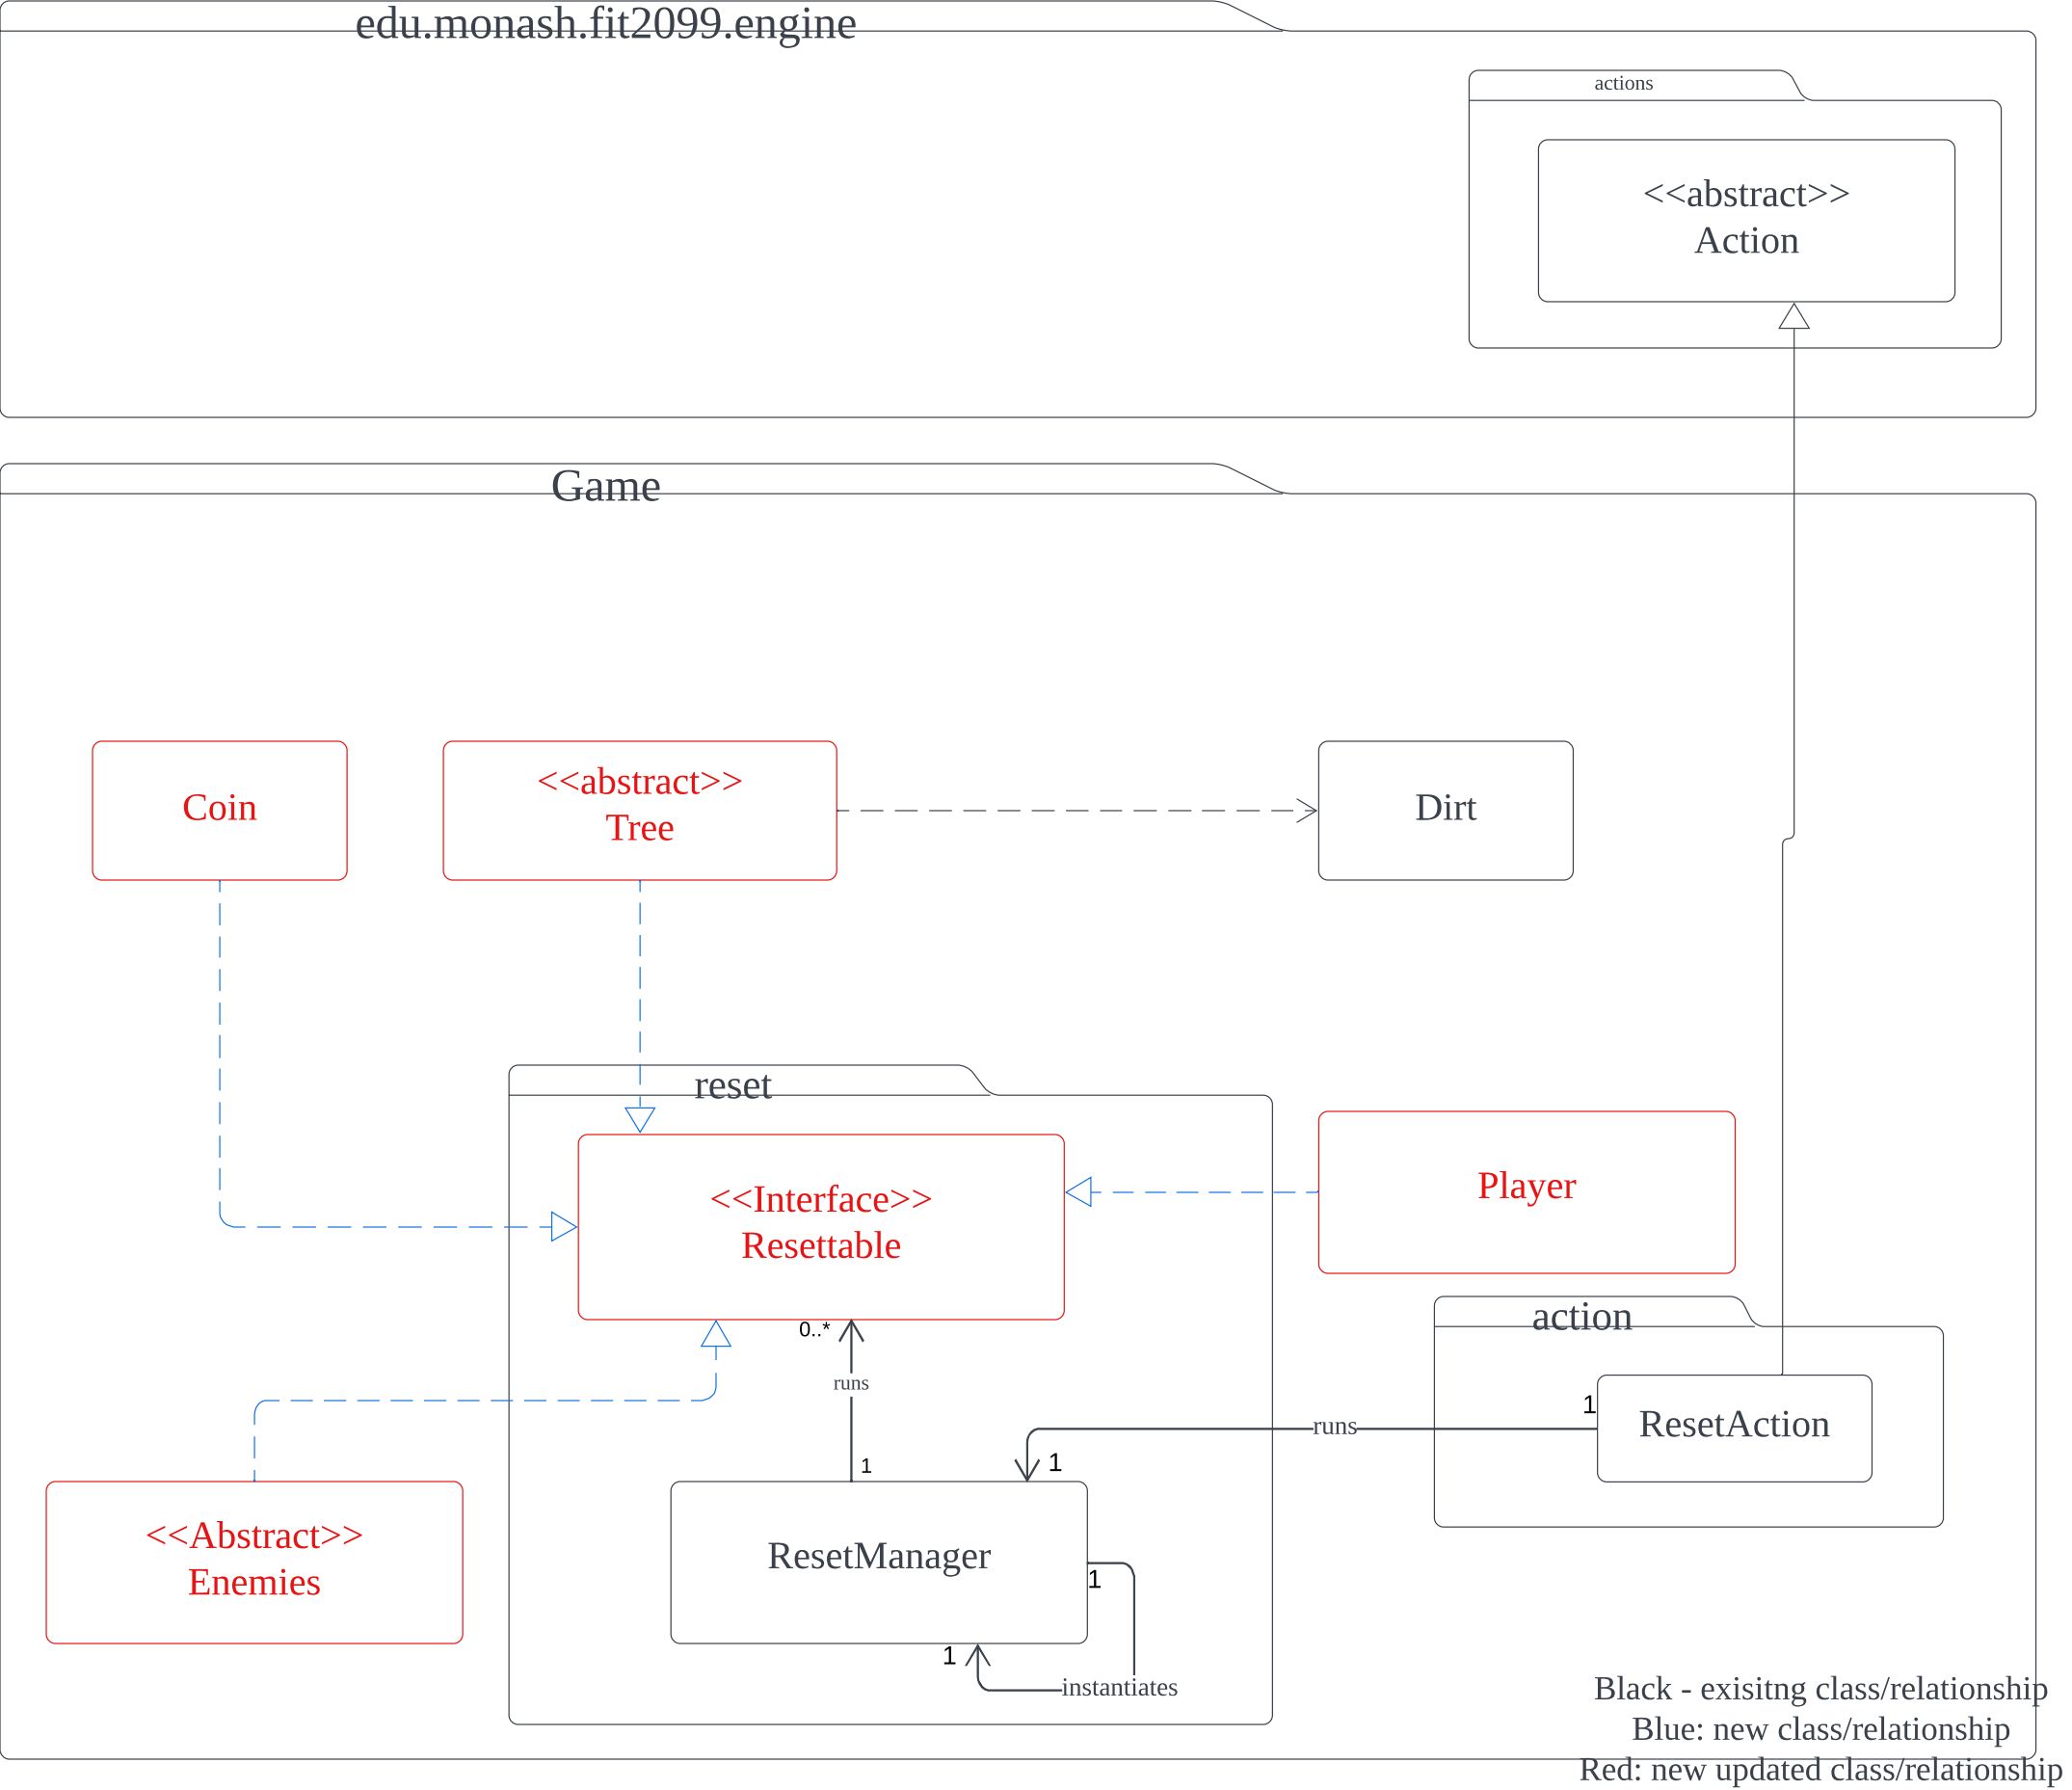 edu.monash.fit2099.engine
actions
<<abstract>>
Action
Game
Coin
<<abstract>>
Tree
Dirt
reset
<<Interface>>
Resettable
Player
0..*
runs
1
action
1
ResetAction
runs
1
<<Abstract>>
Enemies
ResetManager
1
1
instantiates
Black - exisitng class/relationship
Blue: new class/relationship
Red: new updated class/relationship